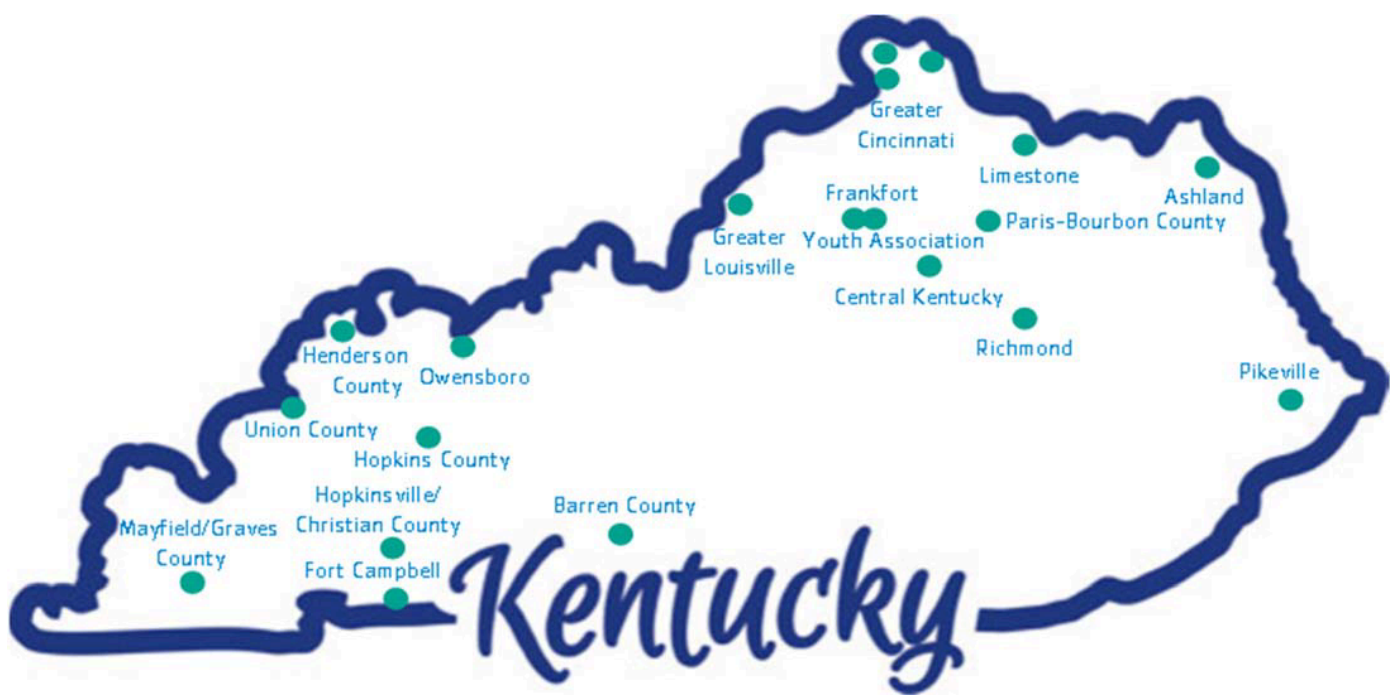 Greater
Cincinnati
Limestone
Ashland
Frankfort
Youth Association
Paris-Bourbon County
Greater
Louisville
Central Kentucky
Richmond
Pikeville
Henderson
County
Owensboro
Union County
Hopkins County
Hopkinsville/
Christian County
Barren County
Mayfield/Graves
County
Fort Campbell
Kentucky